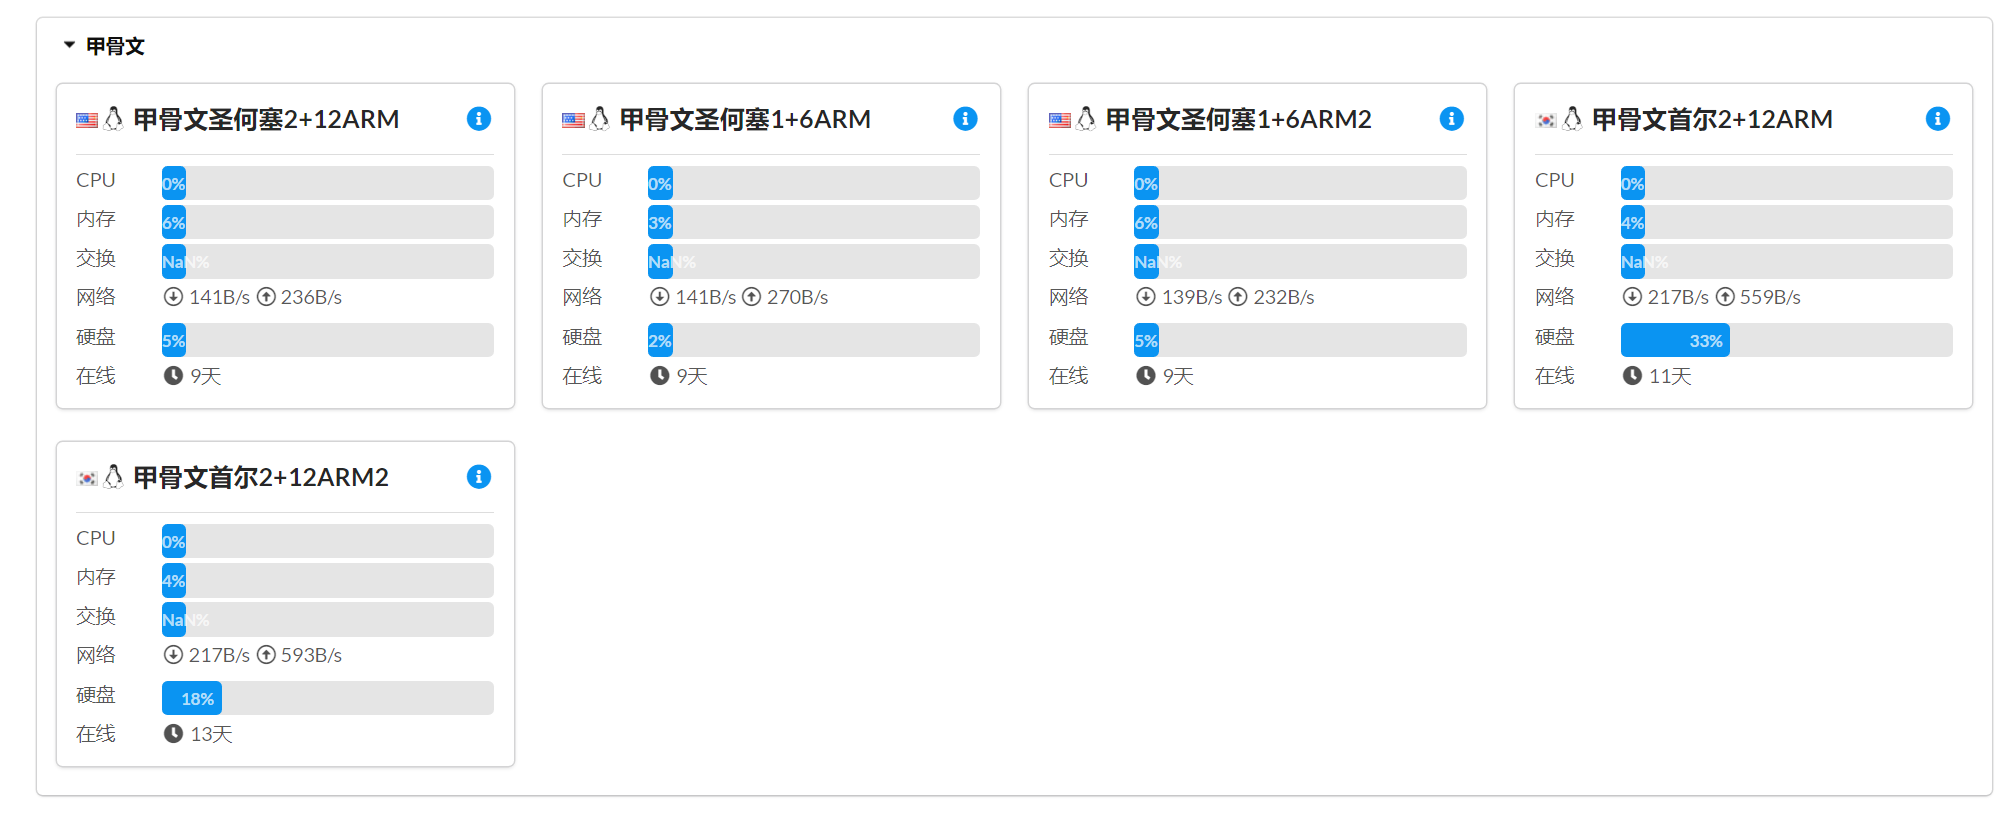 甲骨文
甲骨文圣何塞2+12ARM
CPU 0%
内存 6%
交换 NaN%
网络 141B/s 236B/s
硬盘 5%
在线 9天
甲骨文圣何塞1+6ARM
CPU 0%
内存 3%
交换 NaN%
网络 141B/s 270B/s
硬盘 2%
在线 9天
甲骨文圣何塞1+6ARM2
CPU 0%
内存 6%
交换 NaN%
网络 139B/s 232B/s
硬盘 5%
在线 9天
甲骨文首尔2+12ARM
CPU 0%
内存 4%
交换 NaN%
网络 217B/s 559B/s
硬盘 33%
在线 11天
甲骨文首尔2+12ARM2
CPU 0%
内存 4%
交换 NaN%
网络 217B/s 593B/s
硬盘 18%
在线 13天